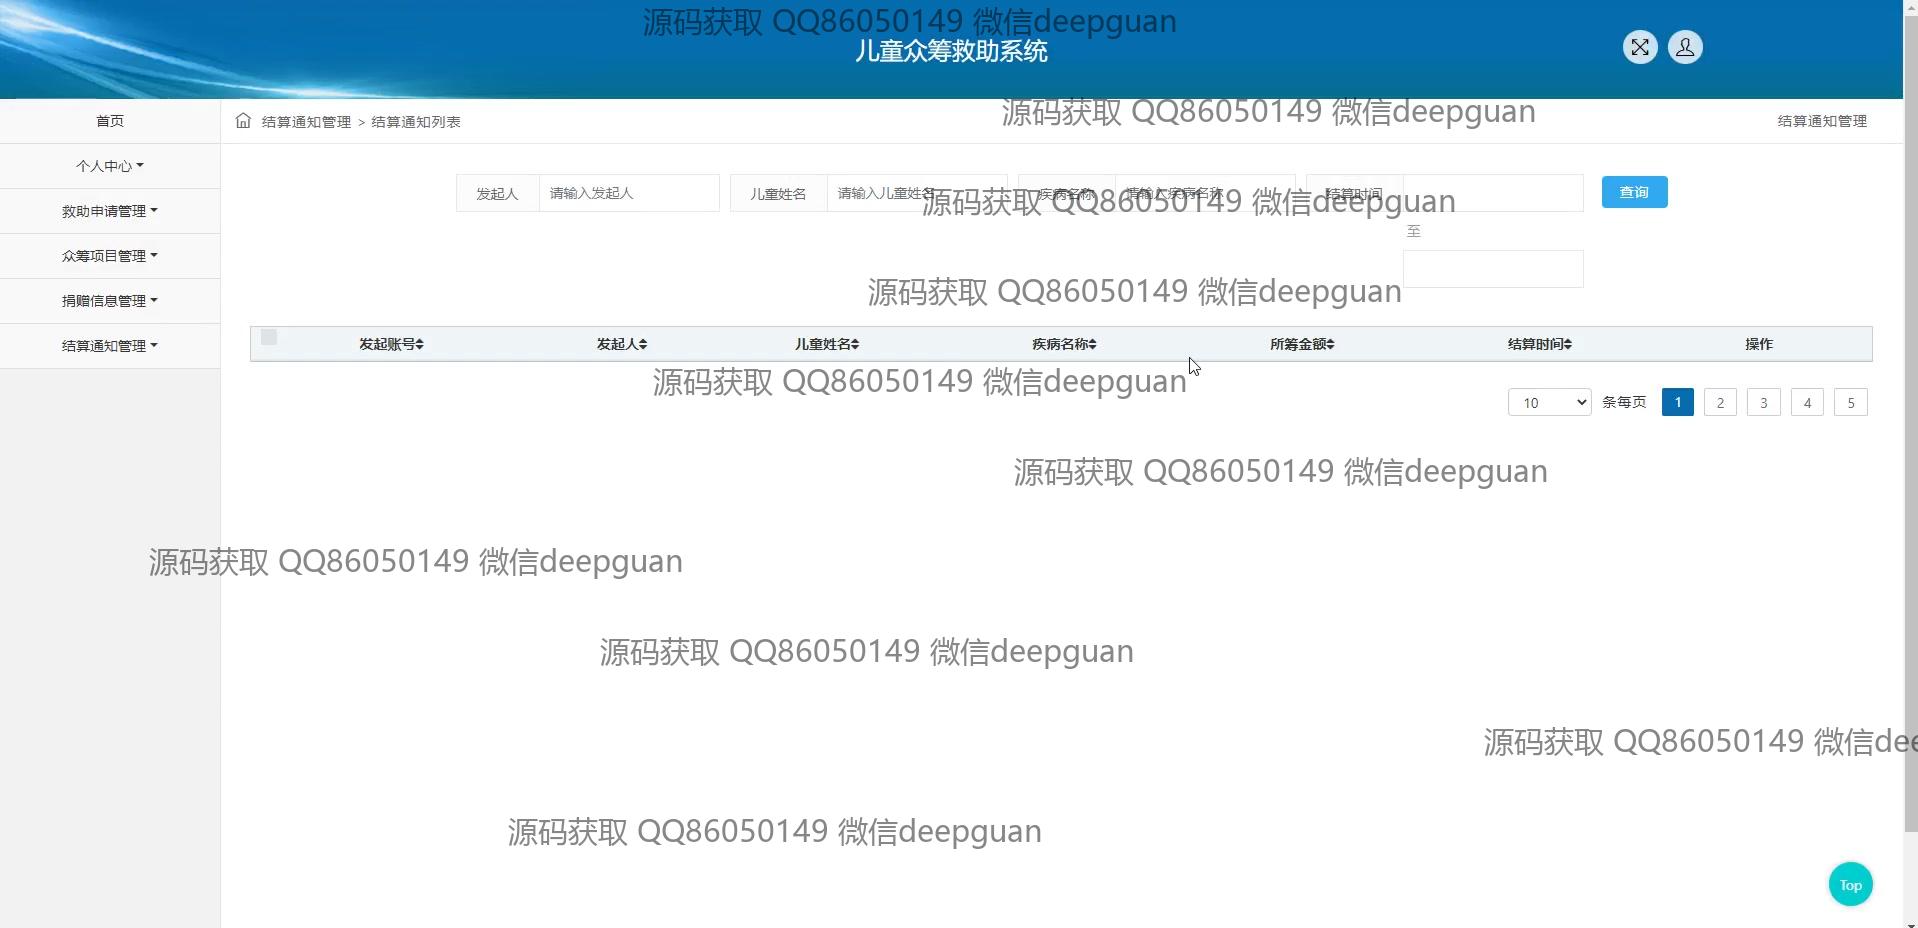 源码获取 QQ86050149 微信deepguan
儿童众筹救助系统
源码获取 QQ86050149 微信deepguan
首页
结算通知管理 > 结算通知列表
结算通知管理
个人中心
救助申请管理
众筹项目管理
捐赠信息管理
结算通知管理
发起人 请输入发起人 儿童姓名 请输入儿童姓名 疾病名称 请输入疾病名称 结算时间 查询
源码获取 QQ86050149 微信deepguan
至
源码获取 QQ86050149 微信deepguan
发起账号 发起人 儿童姓名 疾病名称 所筹金额 结算时间 操作
源码获取 QQ86050149 微信deepguan
10 条每页 1 2 3 4 5
源码获取 QQ86050149 微信deepguan
源码获取 QQ86050149 微信deepguan
源码获取 QQ86050149 微信deepguan
源码获取 QQ86050149 微信dee
源码获取 QQ86050149 微信deepguan
Top